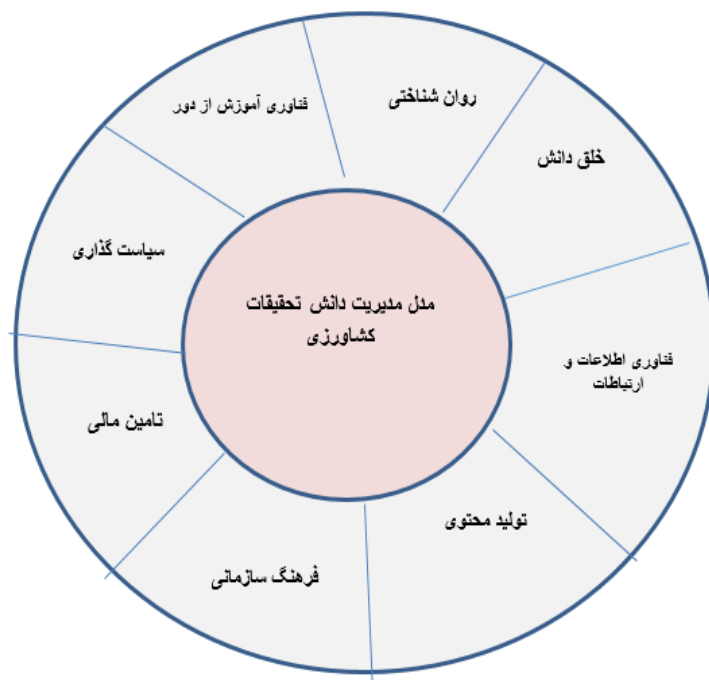 روان شناختی
فناوری آموزش از دور
خلق دانش
سیاست گذاری
مدل مدیریت دانش تحقیقات
کشاورزی
فناوری اطلاعات و
ارتباطات
تامین مالی
تولید محتوی
فرهنگ سازمانی